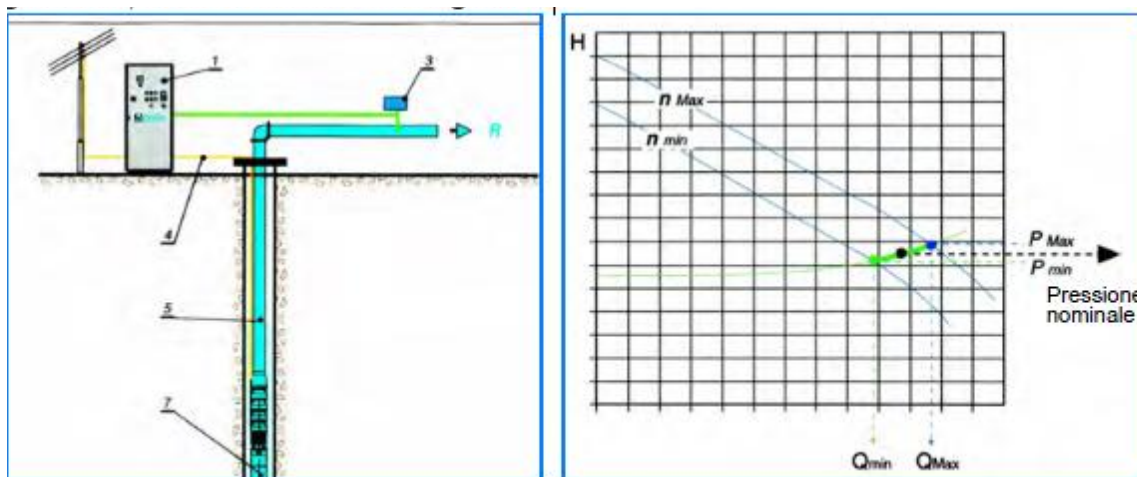 1
3
R
4
5
7
H
n Max
n min
P Max
P min
Pressione
nominale
Qmin
QMax